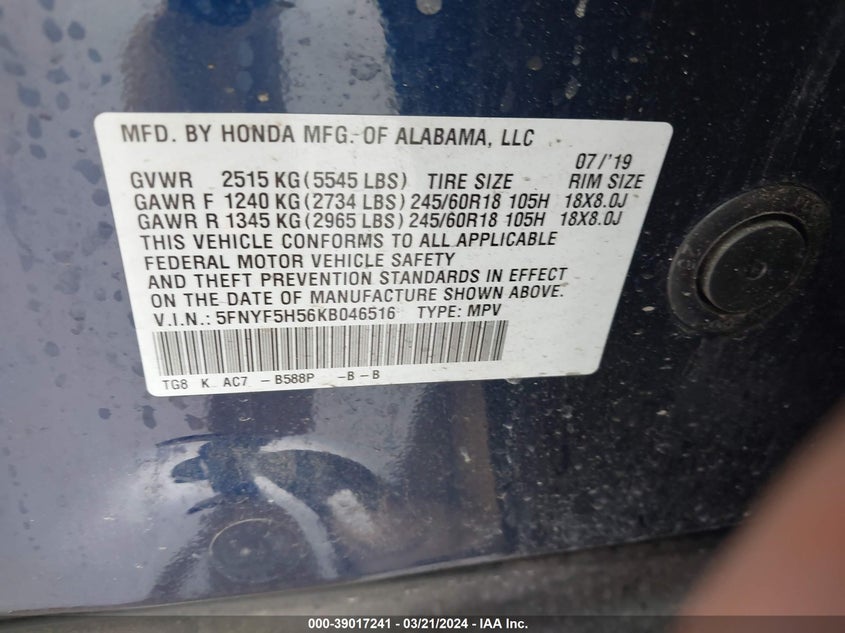 MFD. BY HONDA MFG. OF ALABAMA, LLC
07/'19
GVWR 2515 KG (5545 LBS) TIRE SIZE RIM SIZE
GAWR F 1240 KG (2734 LBS) 245/60R18 105H 18X8.0J
GAWR R 1345 KG (2965 LBS) 245/60R18 105H 18X8.0J
THIS VEHICLE CONFORMS TO ALL APPLICABLE
FEDERAL MOTOR VEHICLE SAFETY
AND THEFT PREVENTION STANDARDS IN EFFECT
ON THE DATE OF MANUFACTURE SHOWN ABOVE.
V.I.N.: 5FNYF5H56KB046516 TYPE: MPV
TG8 K AC7 - B588P - B - B
000-39017241 - 03/21/2024 - IAA Inc.